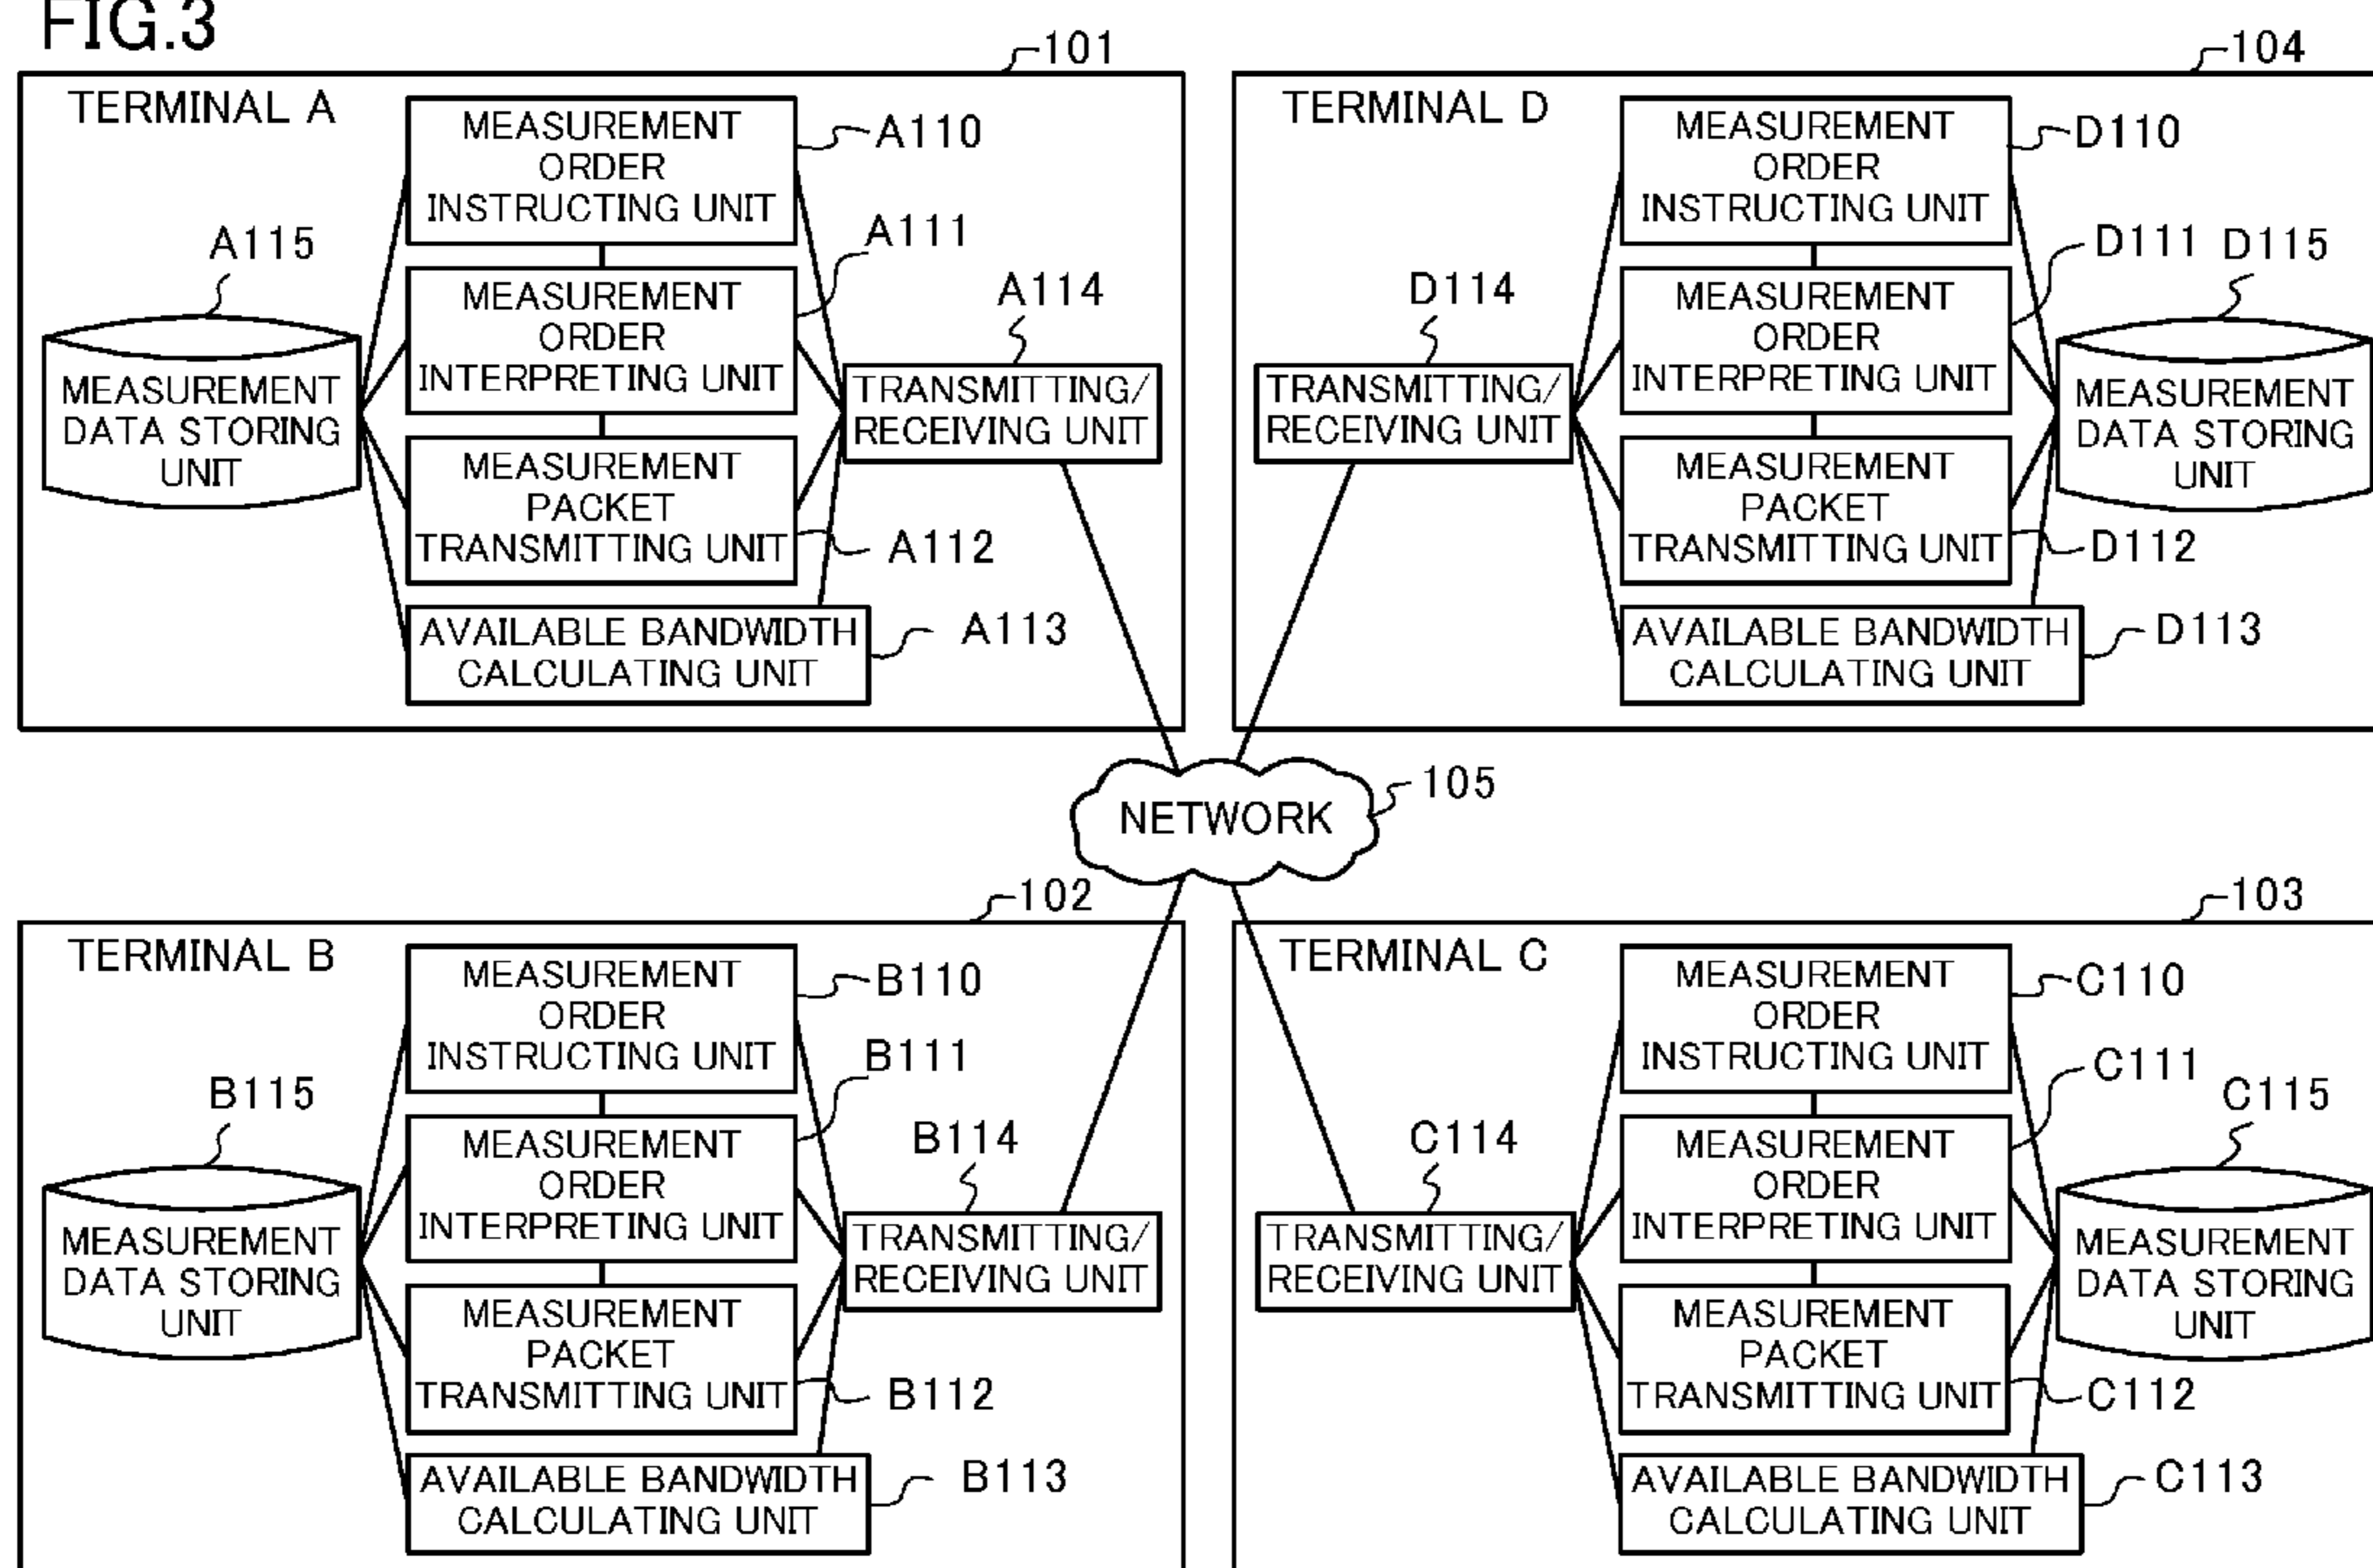 FIG.3
101
TERMINAL A
MEASUREMENT
ORDER
INSTRUCTING UNIT
A110
A111
A115
MEASUREMENT
ORDER
INTERPRETING UNIT
A114
MEASUREMENT
DATA STORING
UNIT
TRANSMITTING/
RECEIVING UNIT
MEASUREMENT
PACKET
TRANSMITTING UNIT
A112
AVAILABLE BANDWIDTH
CALCULATING UNIT
A113
104
TERMINAL D
MEASUREMENT
ORDER
INSTRUCTING UNIT
D110
D111
D115
D114
MEASUREMENT
ORDER
INTERPRETING UNIT
TRANSMITTING/
RECEIVING UNIT
MEASUREMENT
DATA STORING
UNIT
MEASUREMENT
PACKET
TRANSMITTING UNIT
D112
AVAILABLE BANDWIDTH
CALCULATING UNIT
D113
NETWORK
105
102
TERMINAL B
MEASUREMENT
ORDER
INSTRUCTING UNIT
B110
B111
B115
MEASUREMENT
ORDER
INTERPRETING UNIT
B114
MEASUREMENT
DATA STORING
UNIT
TRANSMITTING/
RECEIVING UNIT
MEASUREMENT
PACKET
TRANSMITTING UNIT
B112
AVAILABLE BANDWIDTH
CALCULATING UNIT
B113
103
TERMINAL C
MEASUREMENT
ORDER
INSTRUCTING UNIT
C110
C111
C115
C114
MEASUREMENT
ORDER
INTERPRETING UNIT
TRANSMITTING/
RECEIVING UNIT
MEASUREMENT
DATA STORING
UNIT
MEASUREMENT
PACKET
TRANSMITTING UNIT
C112
AVAILABLE BANDWIDTH
CALCULATING UNIT
C113